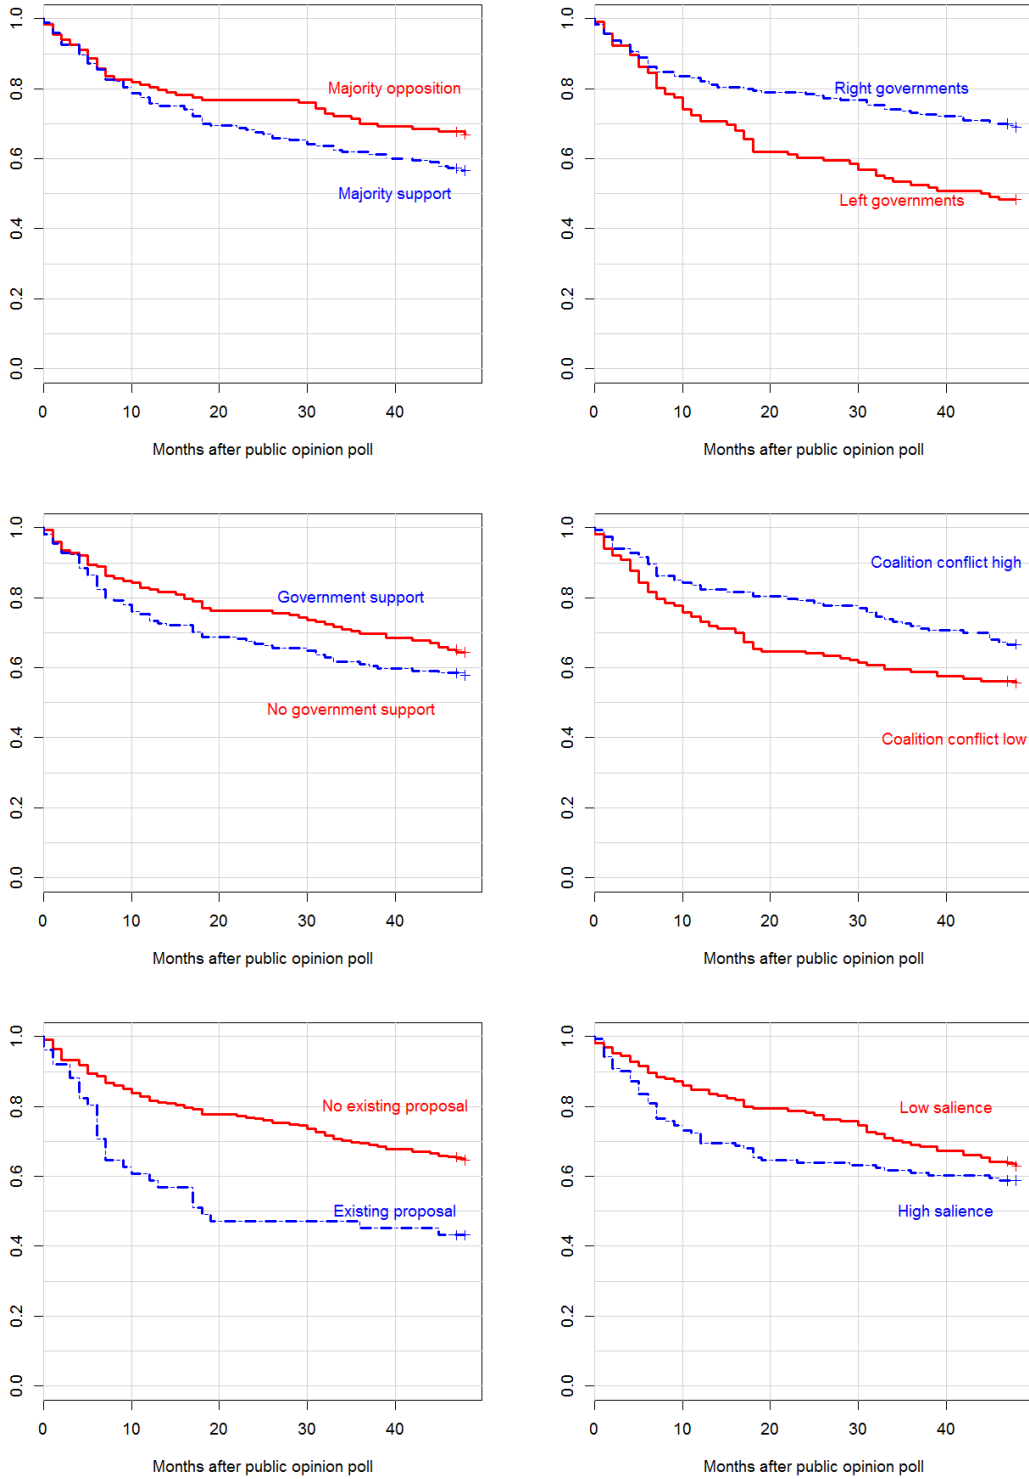 1.0
0.8
0.6
0.4
0.2
0.0
Majority opposition
Majority support
0 10 20 30 40
Months after public opinion poll
1.0
0.8
0.6
0.4
0.2
0.0
Right governments
Left governments
0 10 20 30 40
Months after public opinion poll
1.0
0.8
0.6
0.4
0.2
0.0
Government support
No government support
0 10 20 30 40
Months after public opinion poll
1.0
0.8
0.6
0.4
0.2
0.0
Coalition conflict high
Coalition conflict low
0 10 20 30 40
Months after public opinion poll
1.0
0.8
0.6
0.4
0.2
0.0
No existing proposal
Existing proposal
0 10 20 30 40
Months after public opinion poll
1.0
0.8
0.6
0.4
0.2
0.0
Low salience
High salience
0 10 20 30 40
Months after public opinion poll